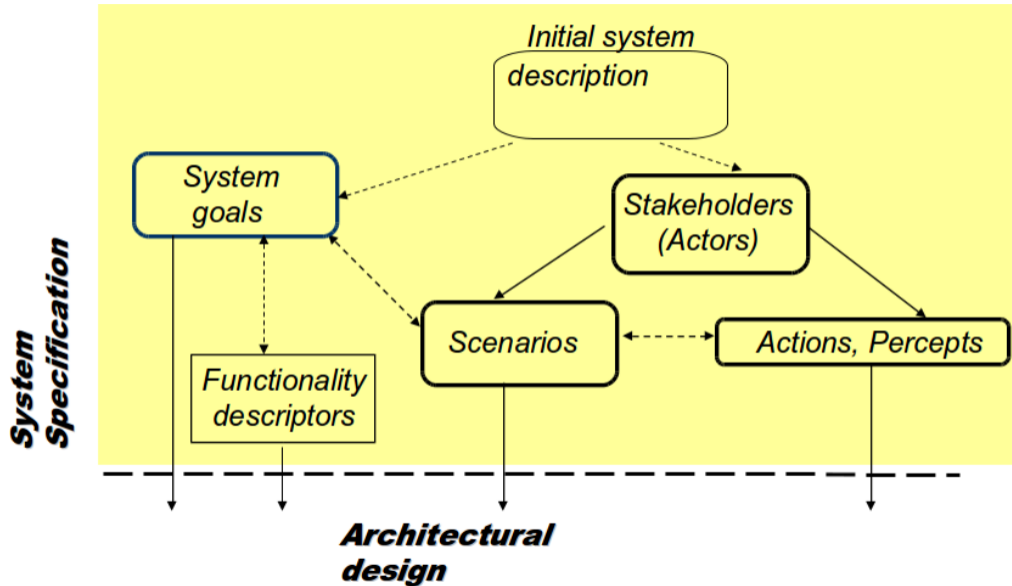 Initial system
description
System
goals
Stakeholders
(Actors)
Scenarios
Actions, Percepts
Functionality
descriptors
System
Specification
Architectural
design